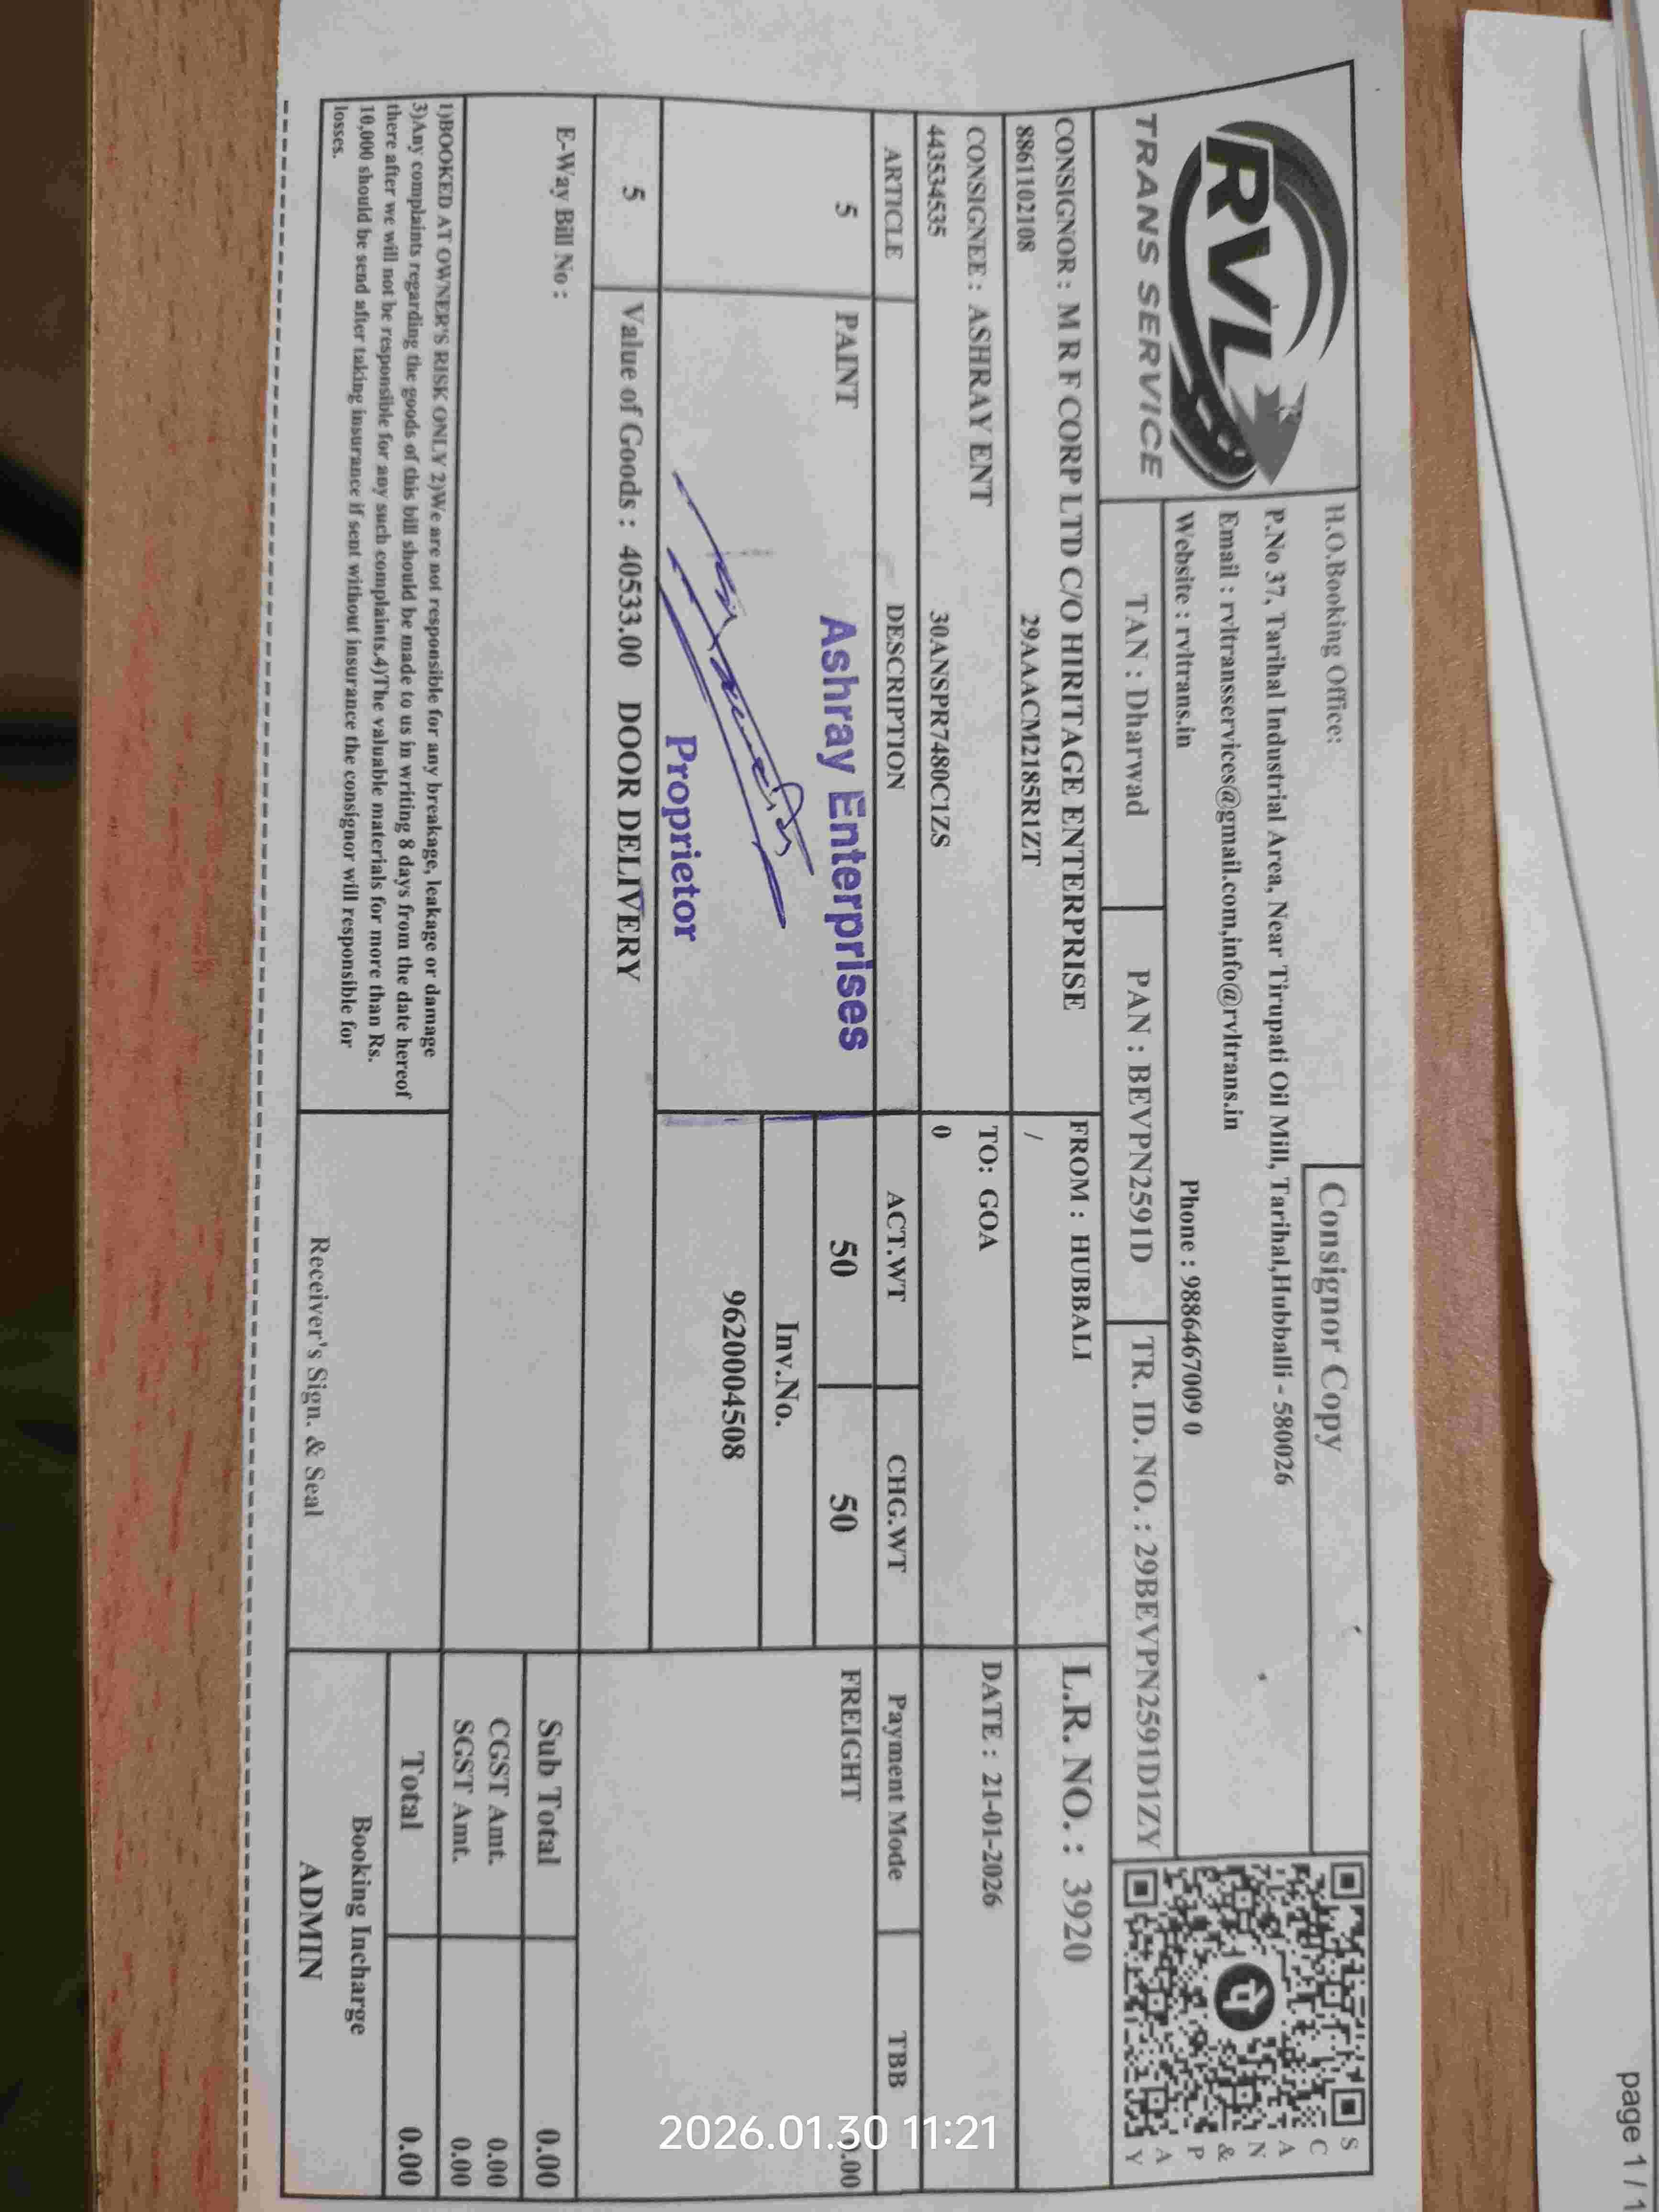 RVL
TRANS SERVICE
H.O.Booking Office:
Consignor Copy
P.No 37, Tarihal Industrial Area, Near Tirupati Oil Mill, Tarihal,Hubballi - 580026
Email : rvltransservices@gmail.com,info@rvltrans.in
Website : rvltrans.in
Phone : 9886467009 0
SCAN & PAY
TAN : Dharwad
PAN : BEVPN2591D
TR. ID. NO. : 29BEVPN2591D1ZY
CONSIGNOR : M R F CORP LTD C/O HIRITAGE ENTERPRISE
8861102108 29AAACM2185R1ZT
FROM : HUBBALI
/
L.R. NO. : 3920
CONSIGNEE : ASHRAY ENT
443534535 30ANSPR7480C1ZS
TO: GOA
0
DATE : 21-01-2026
ARTICLE DESCRIPTION ACT.WT CHG.WT Payment Mode TBB
5 PAINT 50 50 FREIGHT
Ashray Enterprises
Proprietor
Inv.No.
9620004508
5 Value of Goods : 40533.00 DOOR DELIVERY
E-Way Bill No :
Sub Total 0.00
CGST Amt. 0.00
SGST Amt. 0.00
Total 0.00
1)BOOKED AT OWNER'S RISK ONLY 2)We are not responsible for any breakage, leakage or damage
3)Any complaints regarding the goods of this bill should be made to us in writing 8 days from the date hereof
there after we will not be responsible for any such complaints.4)The valuable materials for more than Rs.
10,000 should be send after taking insurance if sent without insurance the consignor will responsible for
losses.
Receiver's Sign. & Seal
Booking Incharge
ADMIN
page 1 / 1
2026.01.30 11:21